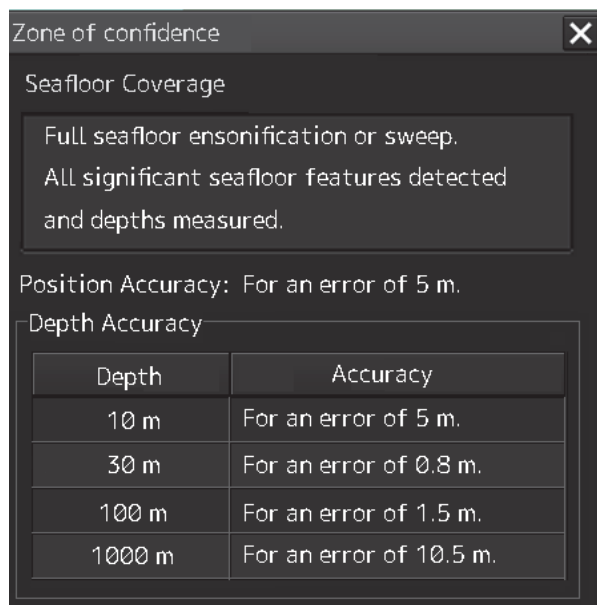 Zone of confidence
Seafloor Coverage
Full seafloor ensonification or sweep.
All significant seafloor features detected
and depths measured.
Position Accuracy: For an error of 5 m.
Depth Accuracy
Depth Accuracy
10 m For an error of 5 m.
30 m For an error of 0.8 m.
100 m For an error of 1.5 m.
1000 m For an error of 10.5 m.